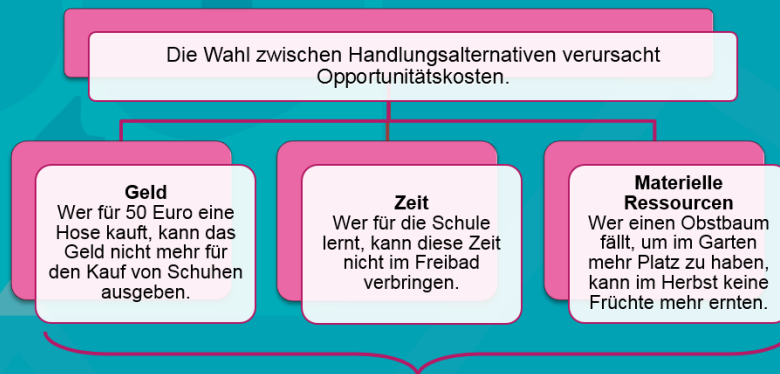 Die Wahl zwischen Handlungsalternativen verursacht
Opportunitätskosten.
Geld
Wer für 50 Euro eine
Hose kauft, kann das
Geld nicht mehr für
den Kauf von Schuhen
ausgeben.
Zeit
Wer für die Schule
lernt, kann diese Zeit
nicht im Freibad
verbringen.
Materielle
Ressourcen
Wer einen Obstbaum
fällt, um im Garten
mehr Platz zu haben,
kann im Herbst keine
Früchte mehr ernten.